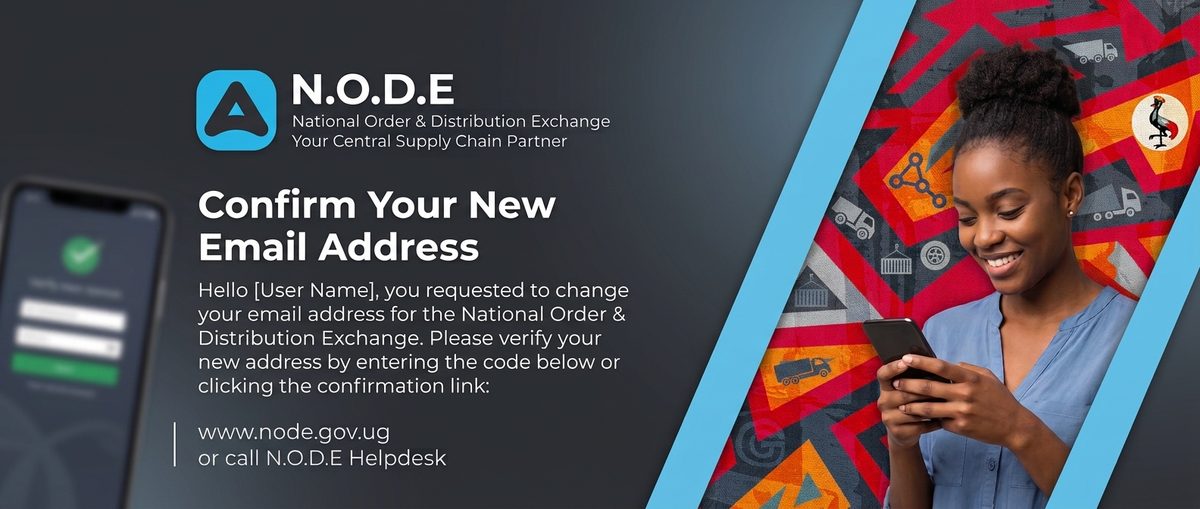 N.O.D.E
National Order & Distribution Exchange
Your Central Supply Chain Partner
Confirm Your New
Email Address
Hello [User Name], you requested to change
your email address for the National Order &
Distribution Exchange. Please verify your
new address by entering the code below or
clicking the confirmation link:
www.node.gov.ug
or call N.O.D.E Helpdesk